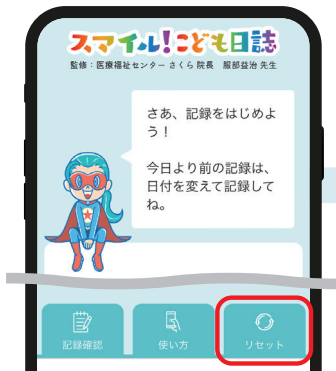 スマイル!こども日誌
監修:医療福祉センター さくら 院長 服部益治 先生
さあ、記録をはじめよ
う!
今日より前の記録は、
日付を変えて記録して
ね。
記録確認
使い方
リセット